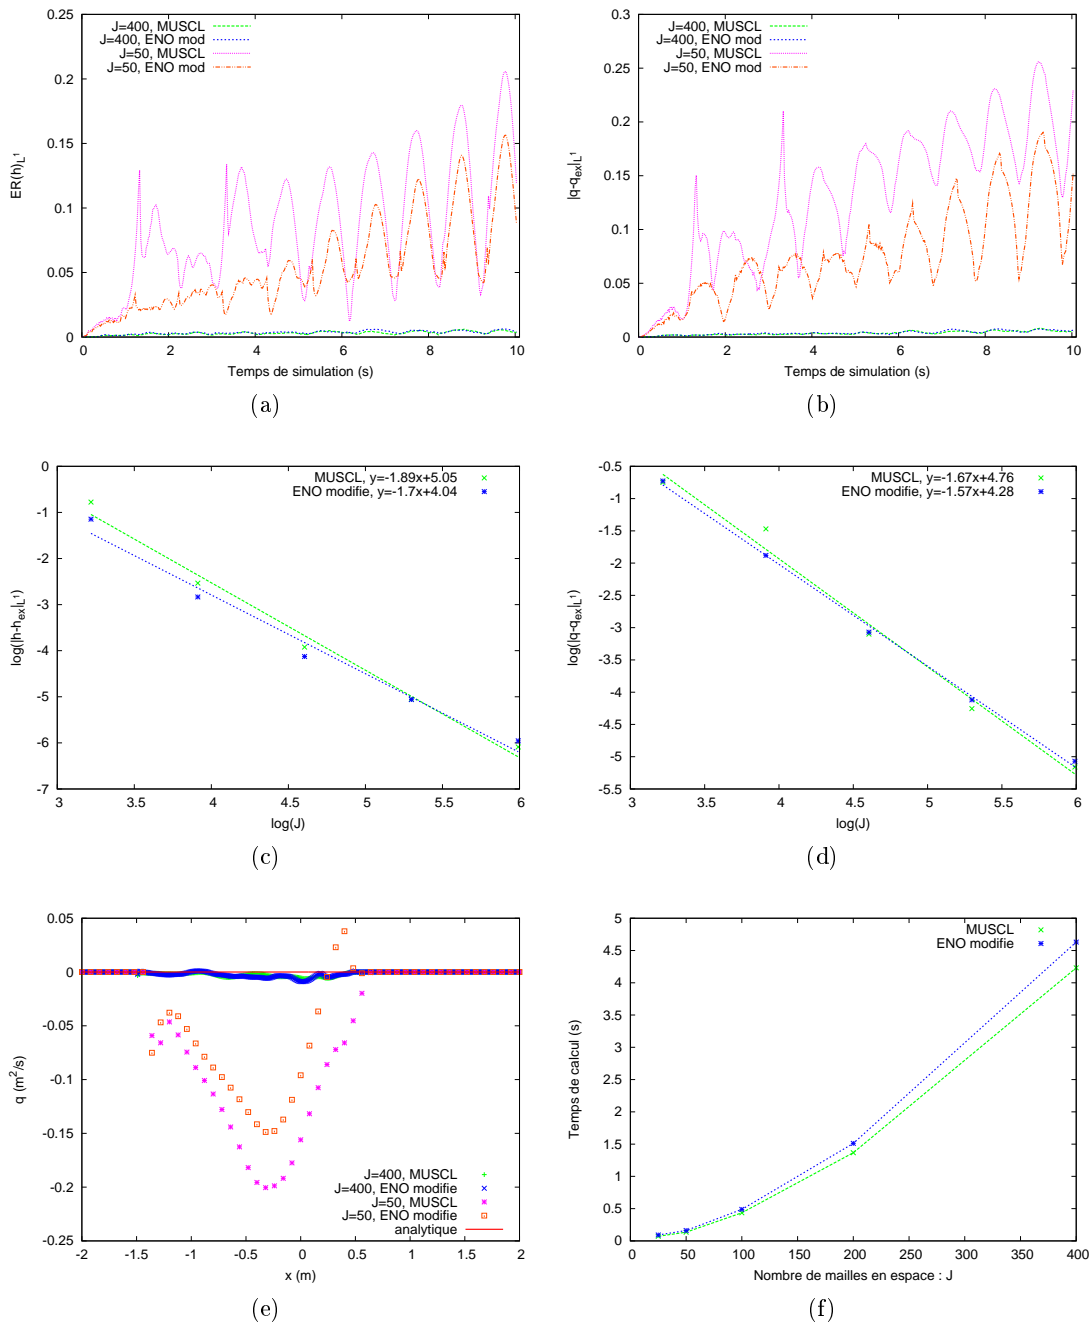 J=400, MUSCL
J=400, ENO mod
J=50, MUSCL
J=50, ENO mod
0.25
0.2
0.15
0.1
0.05
0
ER(h)_L¹
0 2 4 6 8 10
Temps de simulation (s)
(a)
J=400, MUSCL
J=400, ENO mod
J=50, MUSCL
J=50, ENO mod
0.3
0.25
0.2
0.15
0.1
0.05
0
|q-q_ex|_L¹
0 2 4 6 8 10
Temps de simulation (s)
(b)
MUSCL, y=-1.89x+5.05
ENO modifie, y=-1.7x+4.04
0
-1
-2
-3
-4
-5
-6
-7
log(|h-h_ex|_L¹)
3 3.5 4 4.5 5 5.5 6
log(J)
(c)
MUSCL, y=-1.67x+4.76
ENO modifie, y=-1.57x+4.28
-0.5
-1
-1.5
-2
-2.5
-3
-3.5
-4
-4.5
-5
-5.5
log(|q-q_ex|_L¹)
3 3.5 4 4.5 5 5.5 6
log(J)
(d)
0.05
0
-0.05
-0.1
-0.15
-0.2
-0.25
q (m²/s)
J=400, MUSCL
J=400, ENO modifie
J=50, MUSCL
J=50, ENO modifie
analytique
-2 -1.5 -1 -0.5 0 0.5 1 1.5 2
x (m)
(e)
MUSCL
ENO modifie
5
4.5
4
3.5
3
2.5
2
1.5
1
0.5
0
Temps de calcul (s)
0 50 100 150 200 250 300 350 400
Nombre de mailles en espace : J
(f)